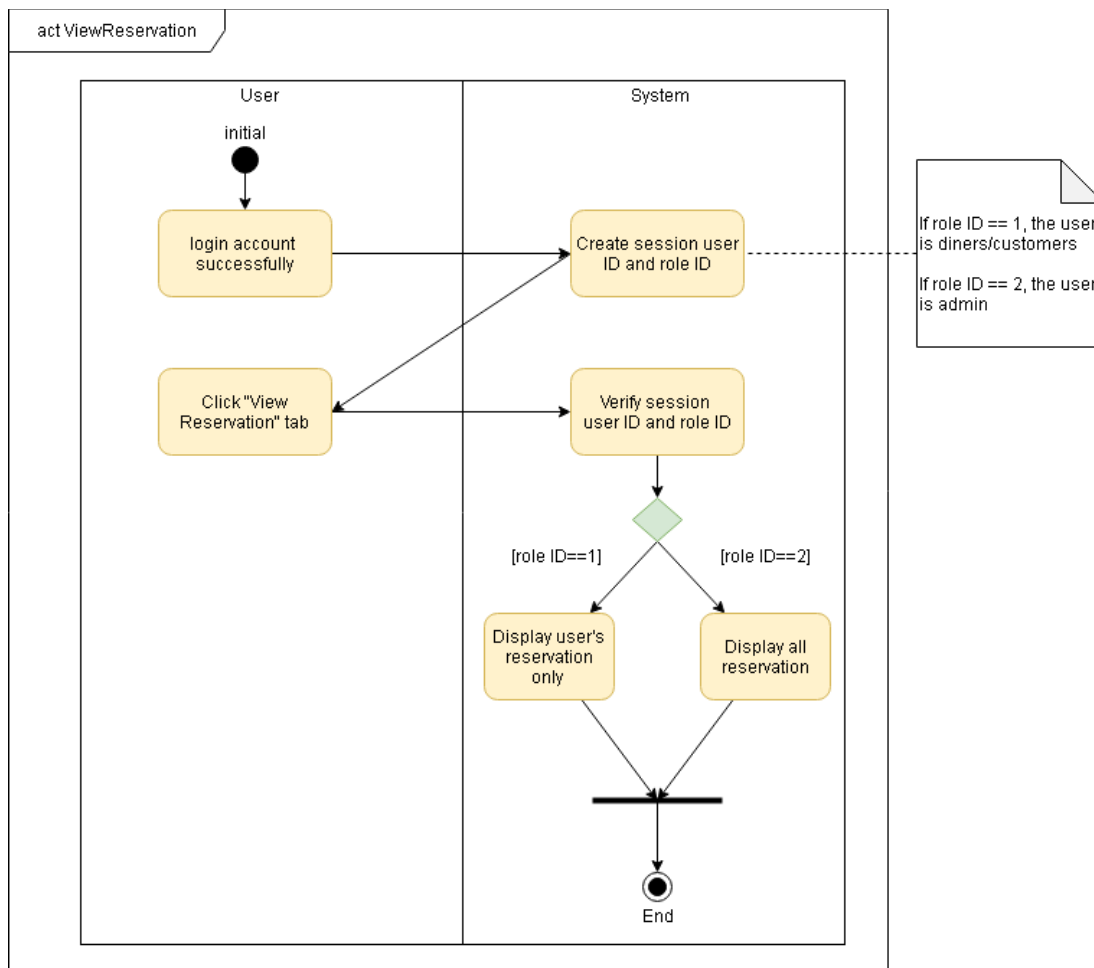 act ViewReservation
User
System
initial
login account
successfully
Create session user
ID and role ID
If role ID == 1, the user
is diners/customers
If role ID == 2, the user
is admin
Click "View
Reservation" tab
Verify session
user ID and role ID
[role ID==1]
[role ID==2]
Display user's
reservation
only
Display all
reservation
End